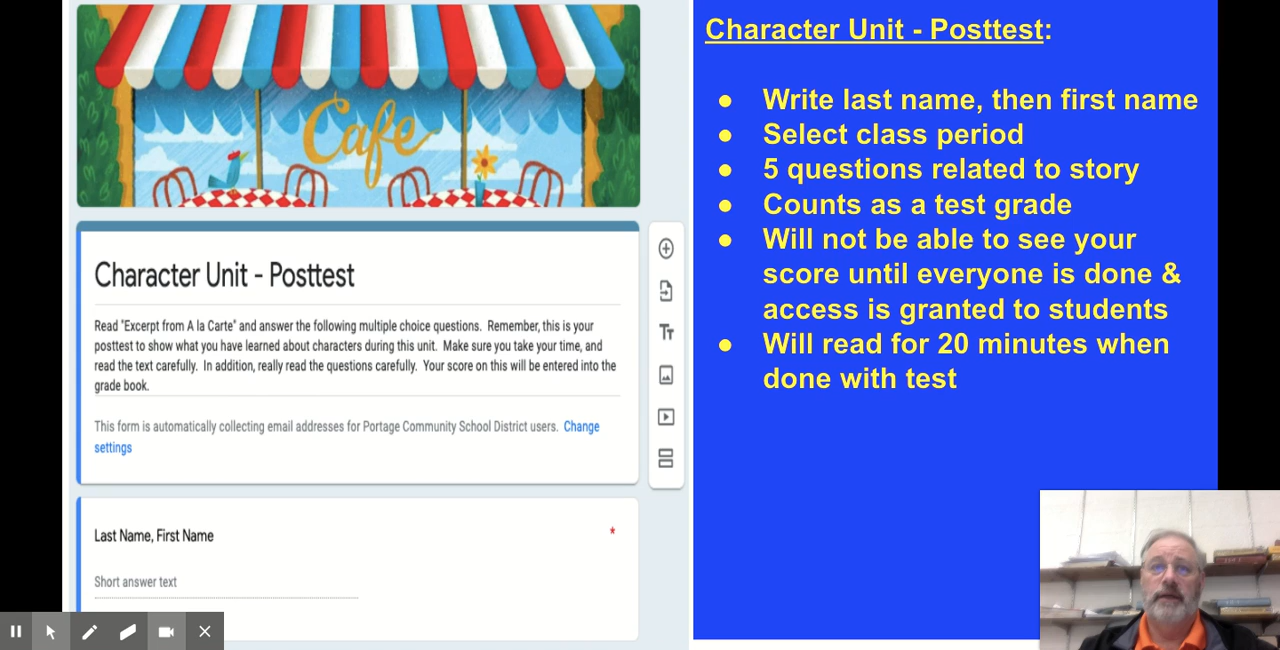 Cafe
Character Unit - Posttest
Read "Excerpt from A la Carte" and answer the following multiple choice questions. Remember, this is your
posttest to show what you have learned about characters during this unit. Make sure you take your time, and
read the text carefully. In addition, really read the questions carefully. Your score on this will be entered into the
grade book.
This form is automatically collecting email addresses for Portage Community School District users. Change
settings
Last Name, First Name *
Short answer text
Tт
Character Unit - Posttest:
● Write last name, then first name
● Select class period
● 5 questions related to story
● Counts as a test grade
● Will not be able to see your
score until everyone is done &
access is granted to students
● Will read for 20 minutes when
done with test